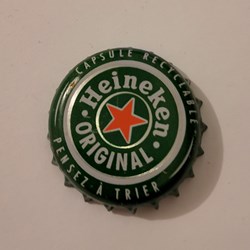 CAPSULE RECYCLABLE
• Heineken •
ORIGINAL
PENSEZ À TRIER